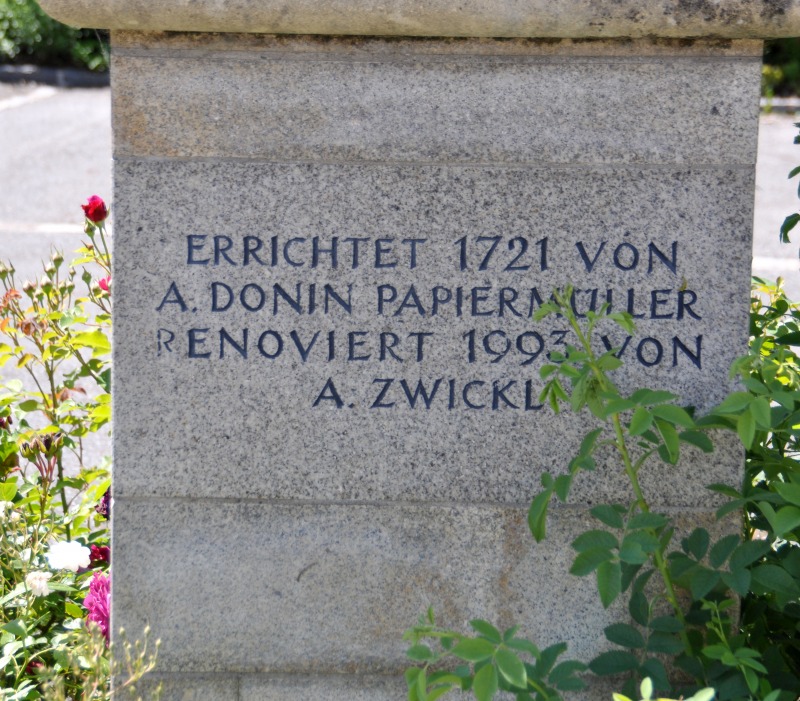 ERRICHTET 1721 VON
A. DONIN PAPIERMÜLLER
RENOVIERT 1993 VON
A. ZWICKL